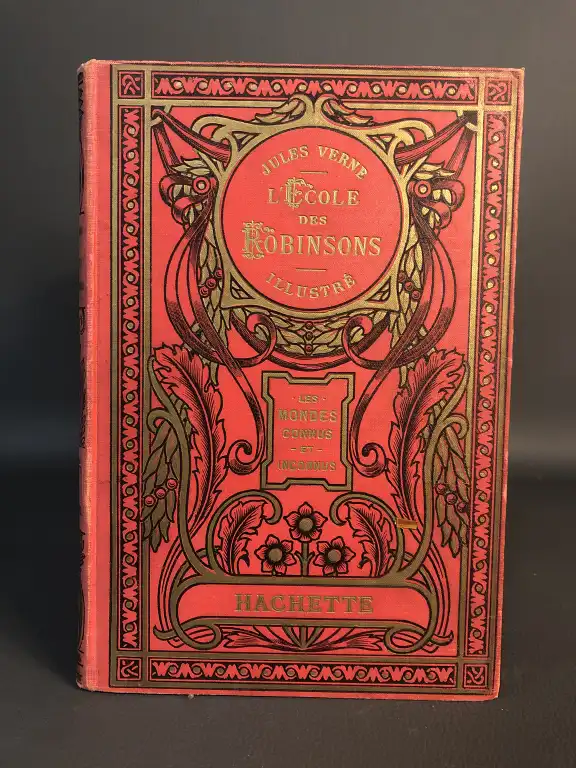 JULES VERNE
L'ÉCOLE
DES
ROBINSONS
ILLUSTRÉ
LES
MONDES
CONNUS
ET
INCONNUS
HACHETTE